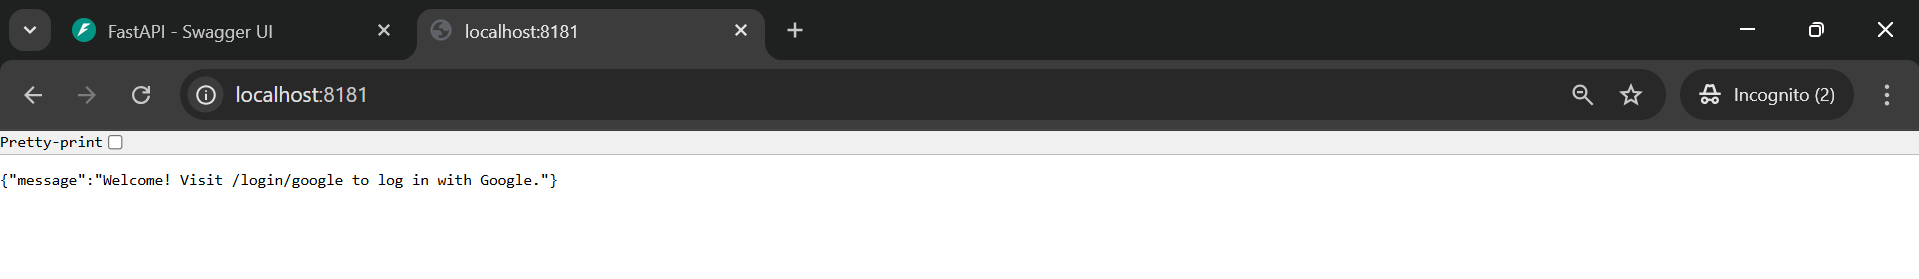 FastAPI - Swagger UI
localhost:8181
localhost:8181
Incognito (2)
Pretty-print
{"message":"Welcome! Visit /login/google to log in with Google."}